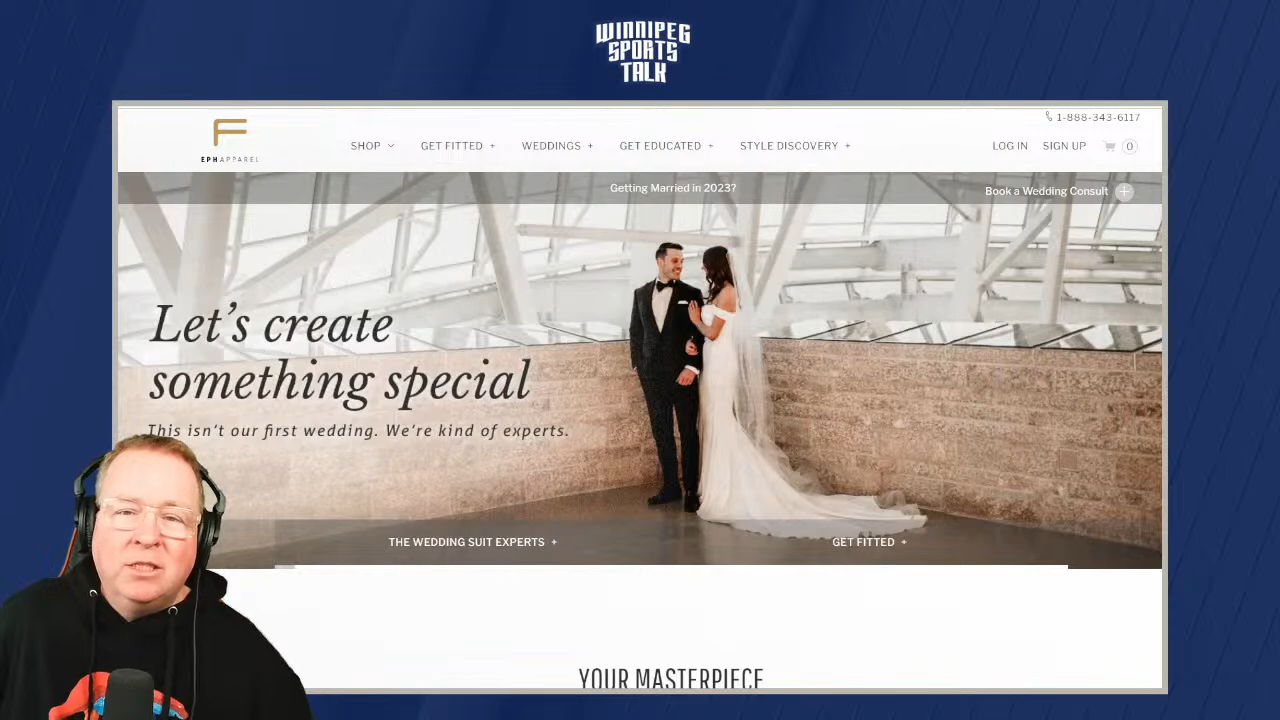 WINNIPEG
SPORTS
TALK
1-888-343-6117
EPHAPPAREL
SHOP GET FITTED + WEDDINGS + GET EDUCATED + STYLE DISCOVERY + LOG IN SIGN UP 0
Getting Married in 2023?
Book a Wedding Consult +
Let's create
something special
This isn't our first wedding. We're kind of experts.
THE WEDDING SUIT EXPERTS + GET FITTED +
YOUR MASTERPIECE